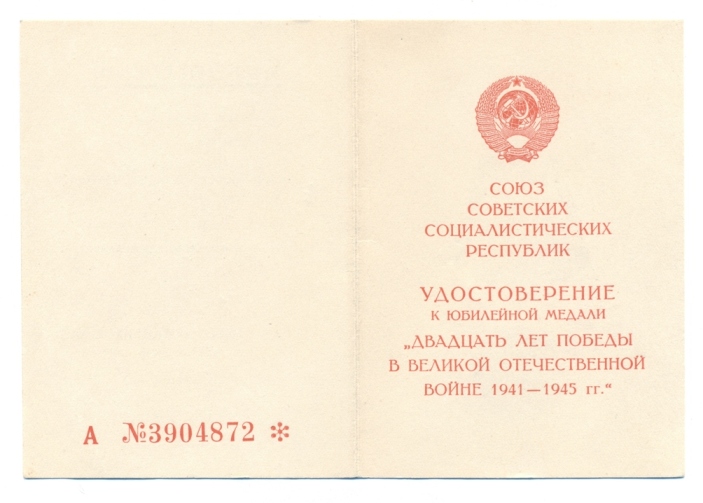 А №3904872 *
СОЮЗ
СОВЕТСКИХ
СОЦИАЛИСТИЧЕСКИХ
РЕСПУБЛИК
УДОСТОВЕРЕНИЕ
К ЮБИЛЕЙНОЙ МЕДАЛИ
„ДВАДЦАТЬ ЛЕТ ПОБЕДЫ
В ВЕЛИКОЙ ОТЕЧЕСТВЕННОЙ
ВОЙНЕ 1941—1945 гг.“